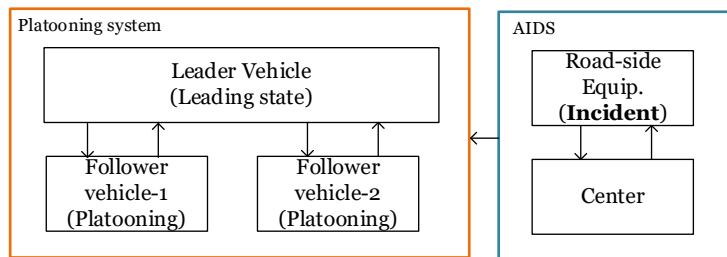 Platooning system
Leader Vehicle
(Leading state)
Follower
vehicle-1
(Platooning)
Follower
vehicle-2
(Platooning)
AIDS
Road-side
Equip.
(Incident)
Center